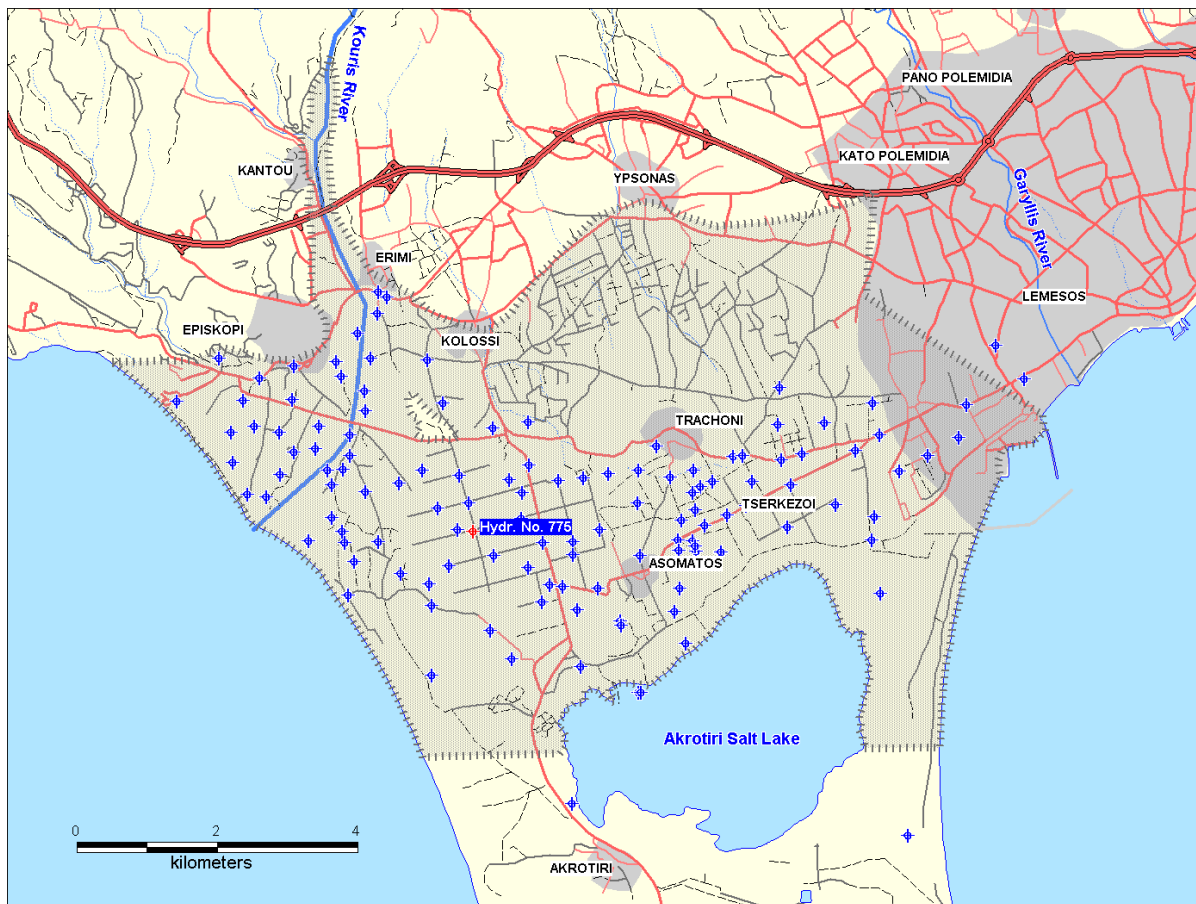 Kouris River
PANO POLEMIDIA
KATO POLEMIDIA
KANTOU
YPSONAS
Garyllis River
ERIMI
LEMESOS
EPISKOPI
KOLOSSI
TRACHONI
TSERKEZOI
Hydr. No. 775
ASOMATOS
Akrotiri Salt Lake
0 2 4
kilometers
AKROTIRI